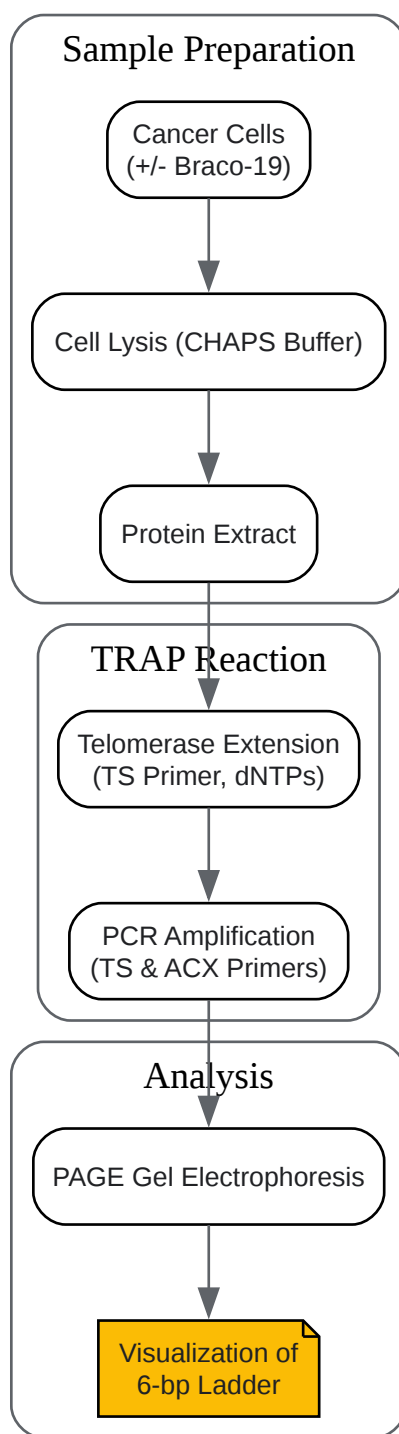 Sample Preparation
Cancer Cells
(+/- Braco-19)
Cell Lysis (CHAPS Buffer)
Protein Extract
TRAP Reaction
Telomerase Extension
(TS Primer, dNTPs)
PCR Amplification
(TS & ACX Primers)
Analysis
PAGE Gel Electrophoresis
Visualization of
6-bp Ladder